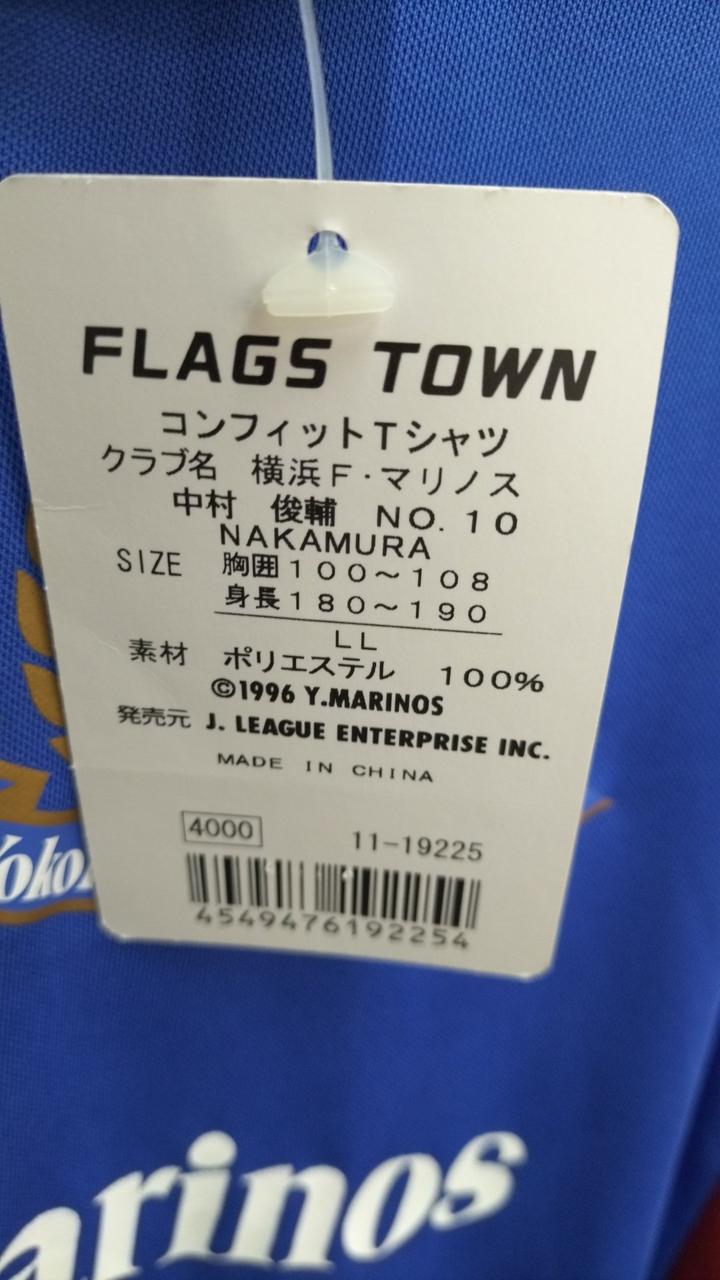 FLAGS TOWN
コンフィットTシャツ
クラブ名 横浜F・マリノス
中村 俊輔 NO.10
NAKAMURA
SIZE 胸囲100~108
身長180~190
LL
素材 ポリエステル 100%
©1996 Y.MARINOS
発売元 J. LEAGUE ENTERPRISE INC.
MADE IN CHINA
4000 11-19225
4549476192254
Yoko
arinos